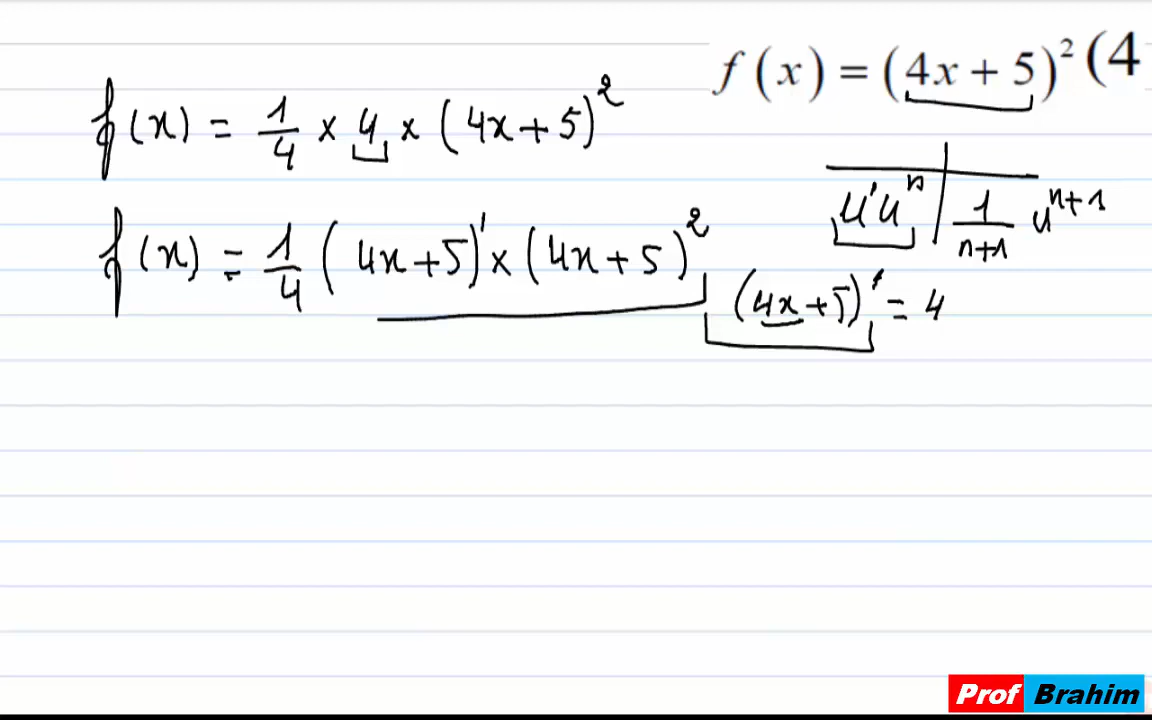 f(x) = (4x + 5)² (4
f(x) = 1/4 × 4 × (4x+5)²
u'uⁿ | 1/(n+1) uⁿ⁺¹
f(x) = 1/4 (4x+5)' × (4x+5)²
(4x+5)' = 4
Prof Brahim